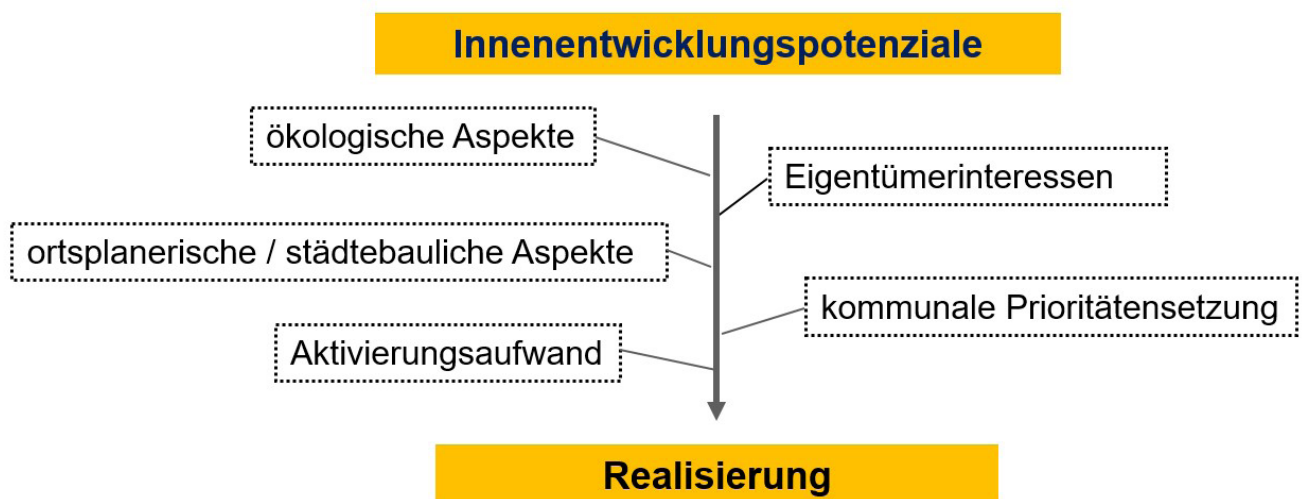 Innenentwicklungspotenziale
ökologische Aspekte
Eigentümerinteressen
ortsplanerische / städtebauliche Aspekte
kommunale Prioritätensetzung
Aktivierungsaufwand
Realisierung